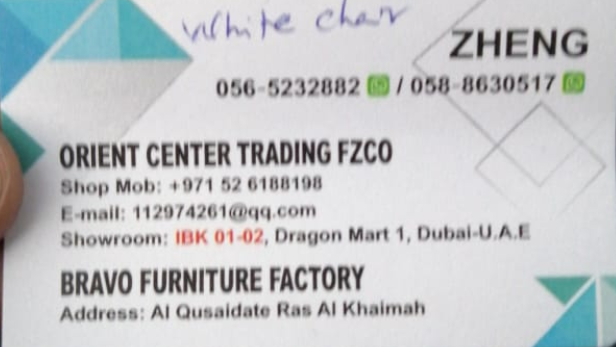 white chair
ZHENG
056-5232882 / 058-8630517
ORIENT CENTER TRADING FZCO
Shop Mob: +971 52 6188198
E-mail: 112974261@qq.com
Showroom: IBK 01-02, Dragon Mart 1, Dubai-U.A.E
BRAVO FURNITURE FACTORY
Address: Al Qusaidate Ras Al Khaimah